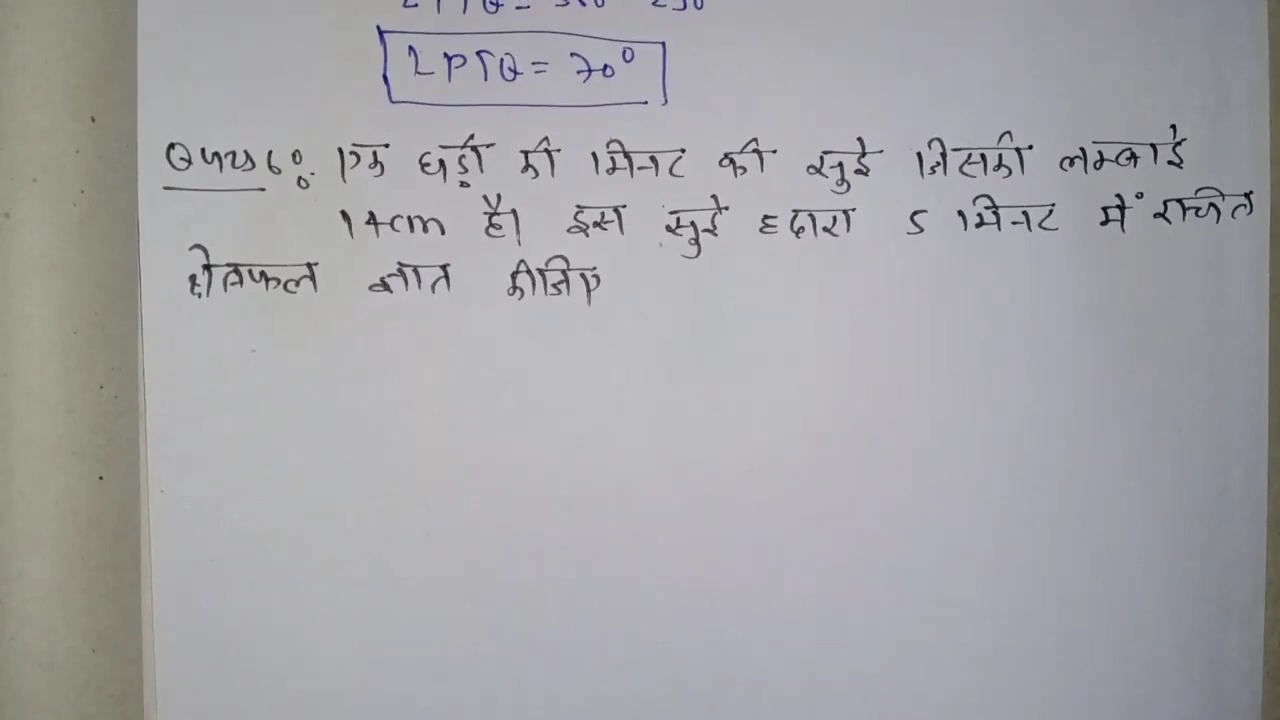 ∠PTQ = 70°
Ques 6: एक घड़ी की मिनट की सुई जिसकी लम्बाई
14cm है। इस सुई द्वारा 5 मिनट में रचित
क्षेत्रफल ज्ञात कीजिए